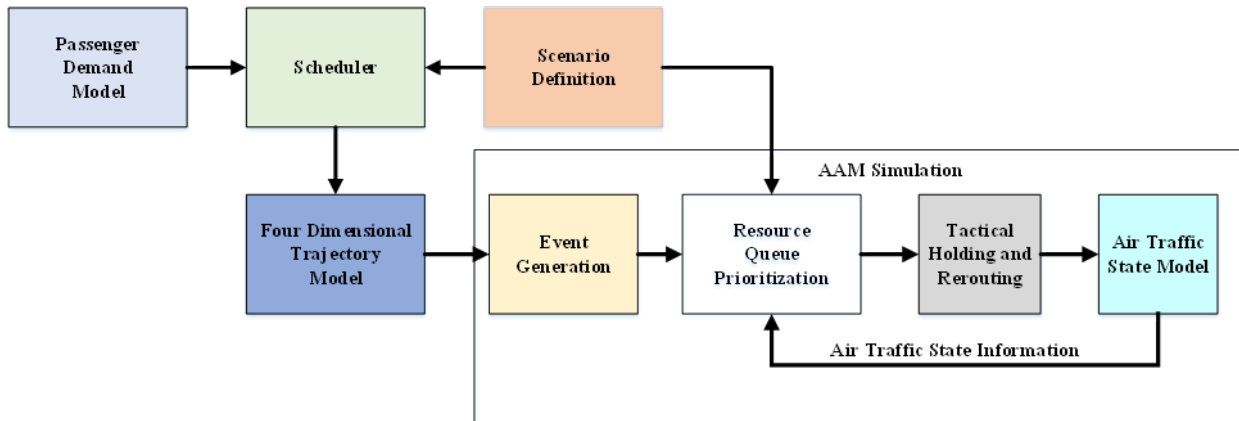 Passenger
Demand
Model
Scheduler
Scenario
Definition
AAM Simulation
Four Dimensional
Trajectory
Model
Event
Generation
Resource
Queue
Prioritization
Tactical
Holding and
Rerouting
Air Traffic
State Model
Air Traffic State Information